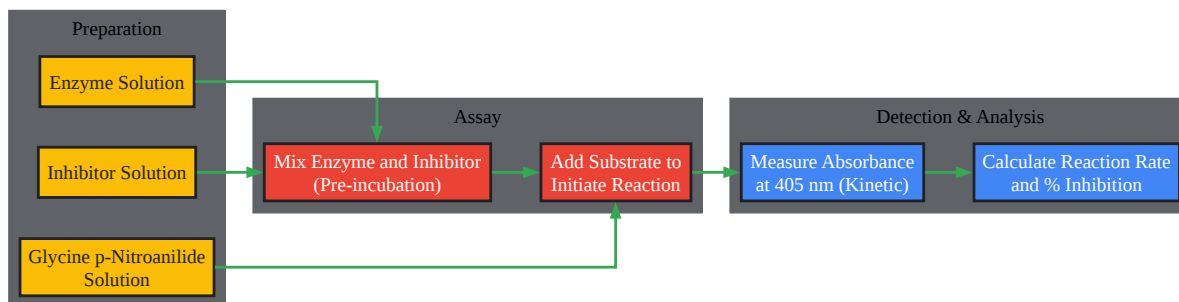 Preparation
Enzyme Solution
Inhibitor Solution
Glycine p-Nitroanilide
Solution
Assay
Mix Enzyme and Inhibitor
(Pre-incubation)
Add Substrate to
Initiate Reaction
Detection & Analysis
Measure Absorbance
at 405 nm (Kinetic)
Calculate Reaction Rate
and % Inhibition